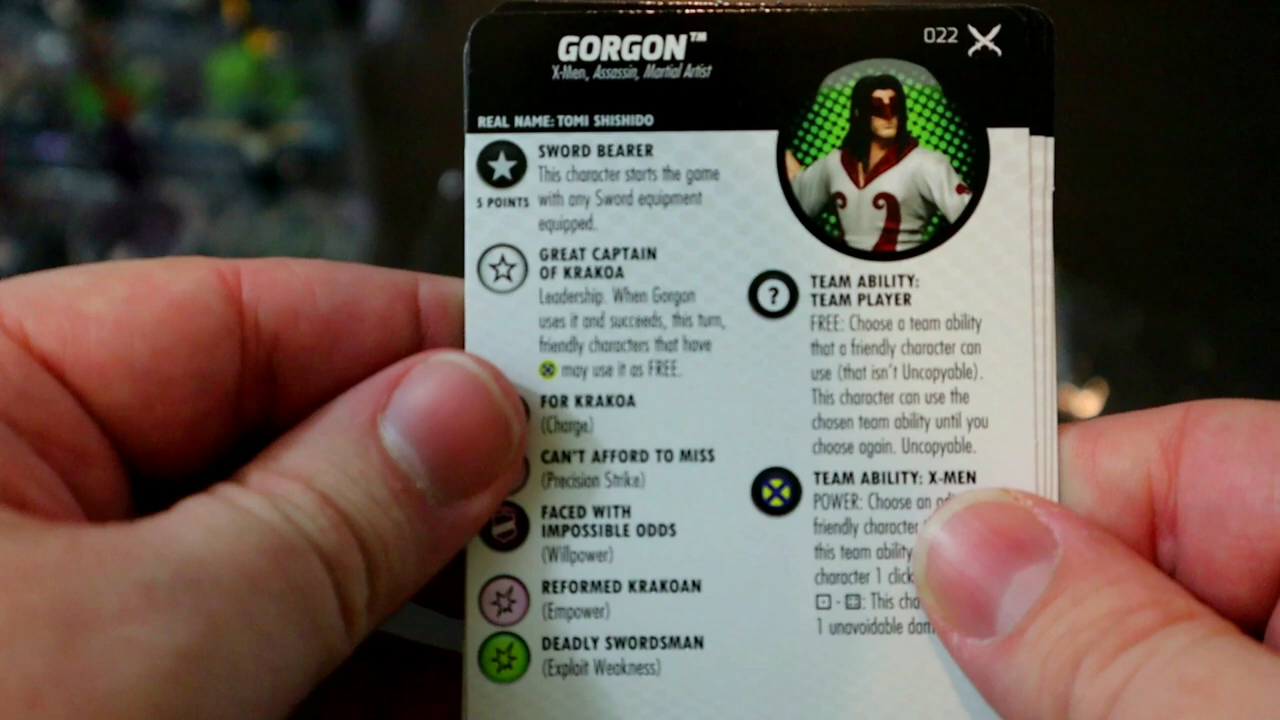 GORGON™
022
X-Men, Assassin, Martial Artist
REAL NAME: TOMI SHISHIDO
SWORD BEARER
This character starts the game
5 POINTS with any Sword equipment
equipped.
GREAT CAPTAIN
OF KRAKOA
Leadership. When Gorgon
uses it and succeeds, this turn,
friendly characters that have
may use it as FREE.
FOR KRAKOA
(Charge)
CAN'T AFFORD TO MISS
(Precision Strike)
FACED WITH
IMPOSSIBLE ODDS
(Willpower)
REFORMED KRAKOAN
(Empower)
DEADLY SWORDSMAN
(Exploit Weakness)
?
TEAM ABILITY:
TEAM PLAYER
FREE: Choose a team ability
that a friendly character can
use (that isn't Uncopyable).
This character can use the
chosen team ability until you
choose again. Uncopyable.
TEAM ABILITY: X-MEN
POWER: Choose an
friendly character
this team ability
character 1 click
- : This
1 unavoidable